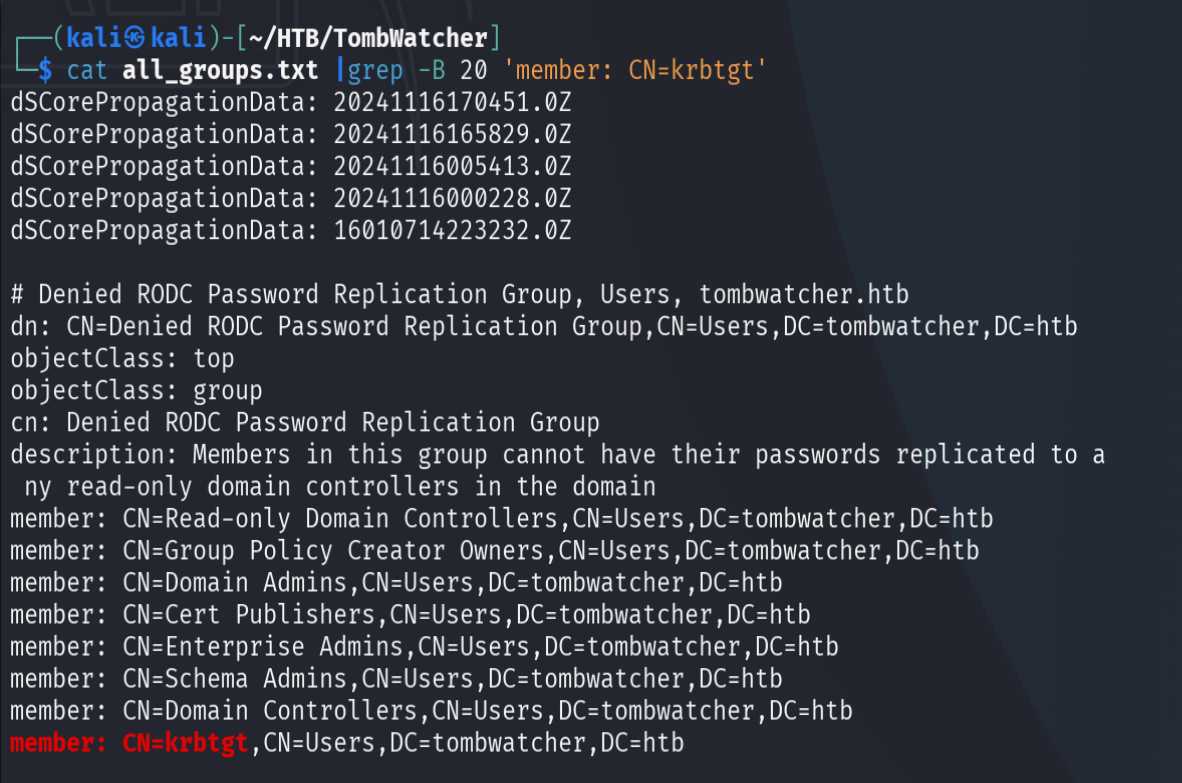 ┌──(kali㉿kali)-[~/HTB/TombWatcher]
└─$ cat all_groups.txt |grep -B 20 'member: CN=krbtgt'
dSCorePropagationData: 20241116170451.0Z
dSCorePropagationData: 20241116165829.0Z
dSCorePropagationData: 20241116005413.0Z
dSCorePropagationData: 20241116000228.0Z
dSCorePropagationData: 16010714223232.0Z

# Denied RODC Password Replication Group, Users, tombwatcher.htb
dn: CN=Denied RODC Password Replication Group,CN=Users,DC=tombwatcher,DC=htb
objectClass: top
objectClass: group
cn: Denied RODC Password Replication Group
description: Members in this group cannot have their passwords replicated to a
 ny read-only domain controllers in the domain
member: CN=Read-only Domain Controllers,CN=Users,DC=tombwatcher,DC=htb
member: CN=Group Policy Creator Owners,CN=Users,DC=tombwatcher,DC=htb
member: CN=Domain Admins,CN=Users,DC=tombwatcher,DC=htb
member: CN=Cert Publishers,CN=Users,DC=tombwatcher,DC=htb
member: CN=Enterprise Admins,CN=Users,DC=tombwatcher,DC=htb
member: CN=Schema Admins,CN=Users,DC=tombwatcher,DC=htb
member: CN=Domain Controllers,CN=Users,DC=tombwatcher,DC=htb
member: CN=krbtgt,CN=Users,DC=tombwatcher,DC=htb